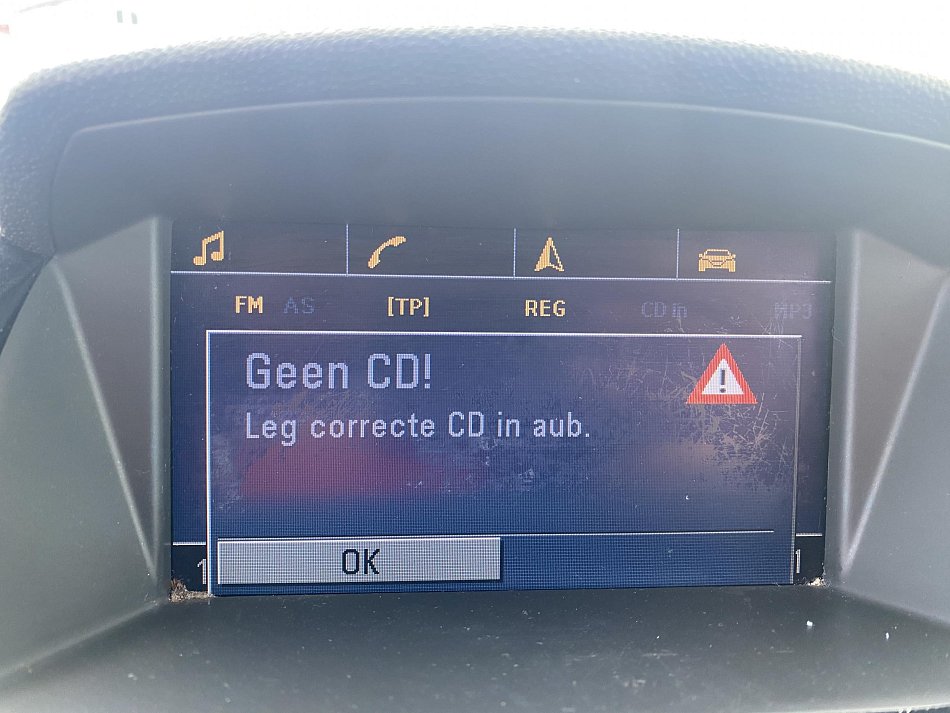 FM AS [TP] REG CD in MP3
Geen CD!
Leg correcte CD in aub.
OK